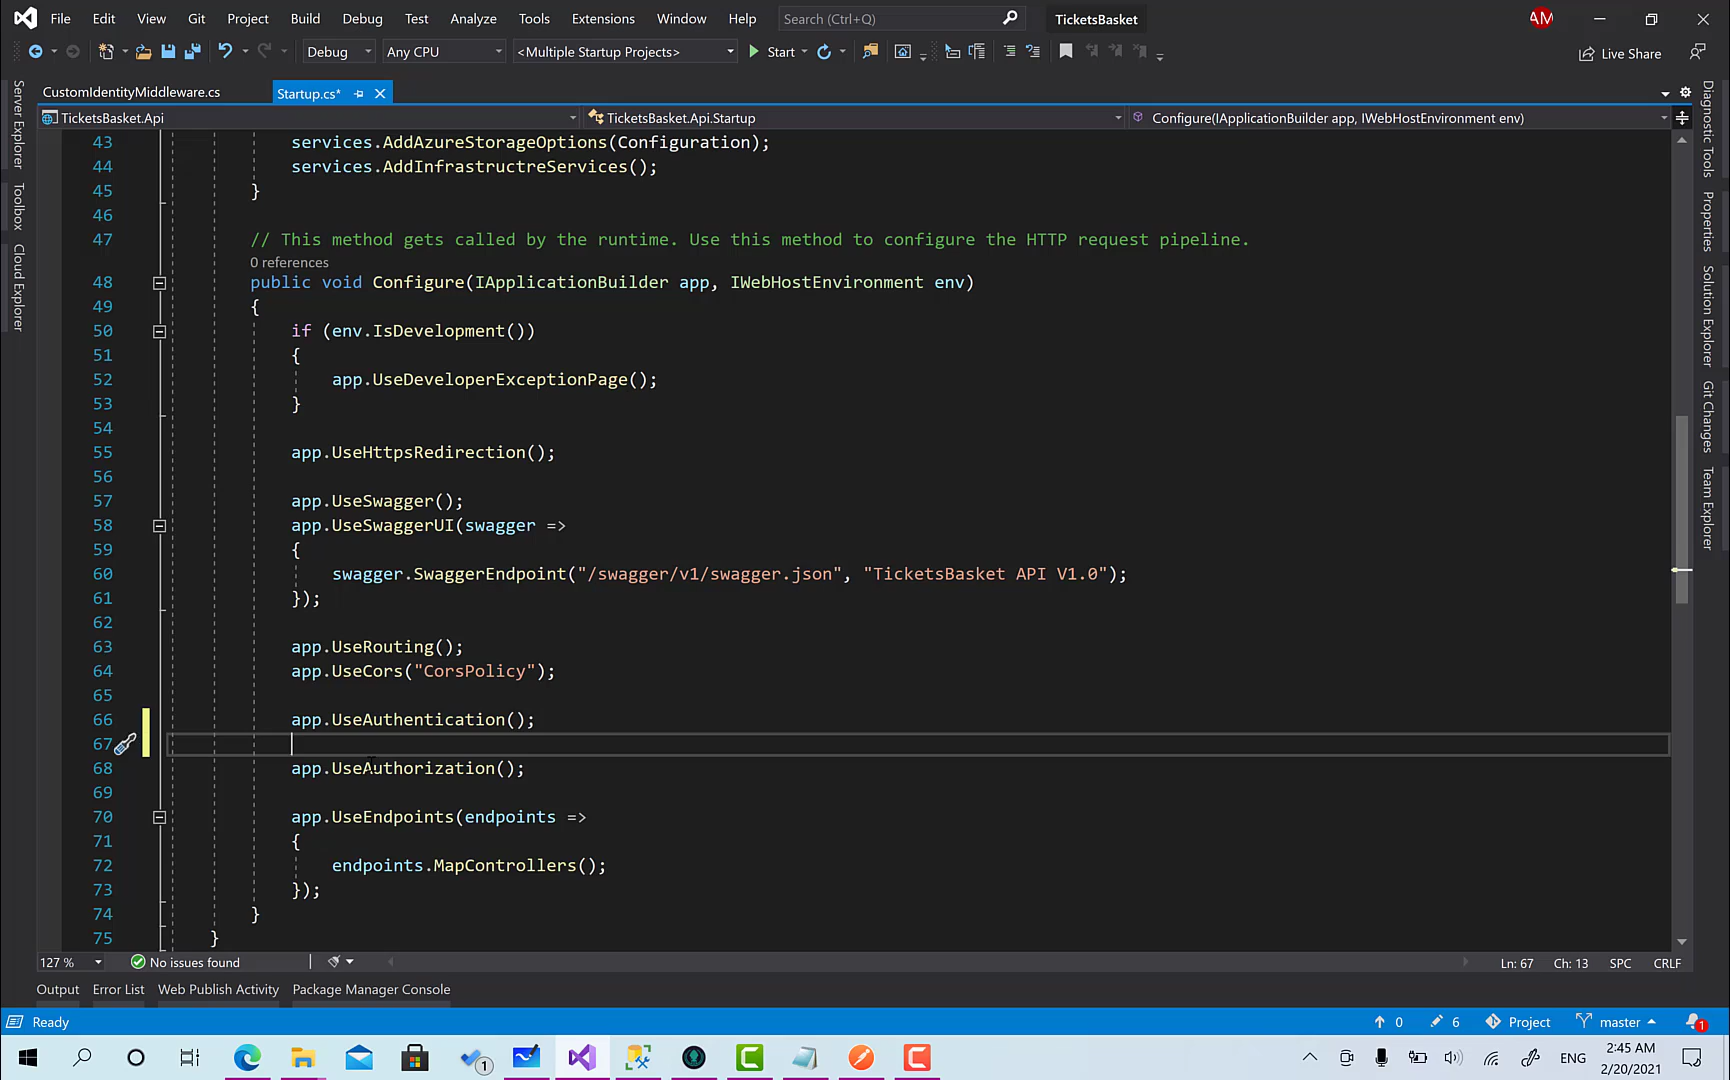 File Edit View Git Project Build Debug Test Analyze Tools Extensions Window Help Search (Ctrl+Q) TicketsBasket AM
Debug Any CPU <Multiple Startup Projects> Start Live Share
CustomIdentityMiddleware.cs Startup.cs*
TicketsBasket.Api TicketsBasket.Api.Startup Configure(IApplicationBuilder app, IWebHostEnvironment env)
Server Explorer
Toolbox
Cloud Explorer
43 services.AddAzureStorageOptions(Configuration);
44 services.AddInfrastructreServices();
45 }
46
47 // This method gets called by the runtime. Use this method to configure the HTTP request pipeline.
0 references
48 public void Configure(IApplicationBuilder app, IWebHostEnvironment env)
49 {
50 if (env.IsDevelopment())
51 {
52 app.UseDeveloperExceptionPage();
53 }
54
55 app.UseHttpsRedirection();
56
57 app.UseSwagger();
58 app.UseSwaggerUI(swagger =>
59 {
60 swagger.SwaggerEndpoint("/swagger/v1/swagger.json", "TicketsBasket API V1.0");
61 });
62
63 app.UseRouting();
64 app.UseCors("CorsPolicy");
65
66 app.UseAuthentication();
67
68 app.UseAuthorization();
69
70 app.UseEndpoints(endpoints =>
71 {
72 endpoints.MapControllers();
73 });
74 }
75 }
Diagnostic Tools
Properties
Solution Explorer
Git Changes
Team Explorer
127 % No issues found Ln: 67 Ch: 13 SPC CRLF
Output Error List Web Publish Activity Package Manager Console
Ready 0 6 Project master 1
1 ENG 2:45 AM
2/20/2021